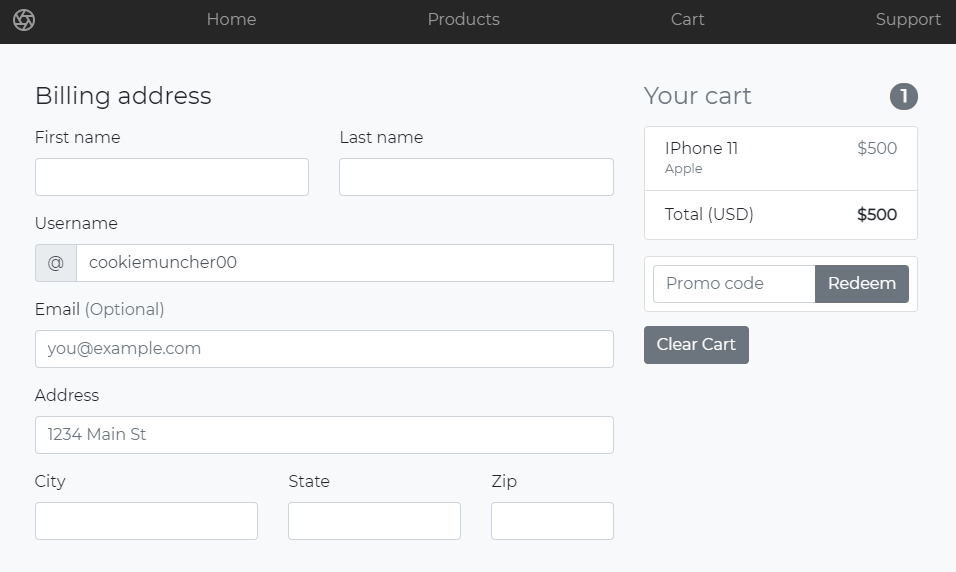 Home Products Cart Support
Billing address
First name Last name
Username
@ cookiemuncher00
Email (Optional)
you@example.com
Address
1234 Main St
City State Zip
Your cart 1
IPhone 11 $500
Apple
Total (USD) $500
Promo code Redeem
Clear Cart